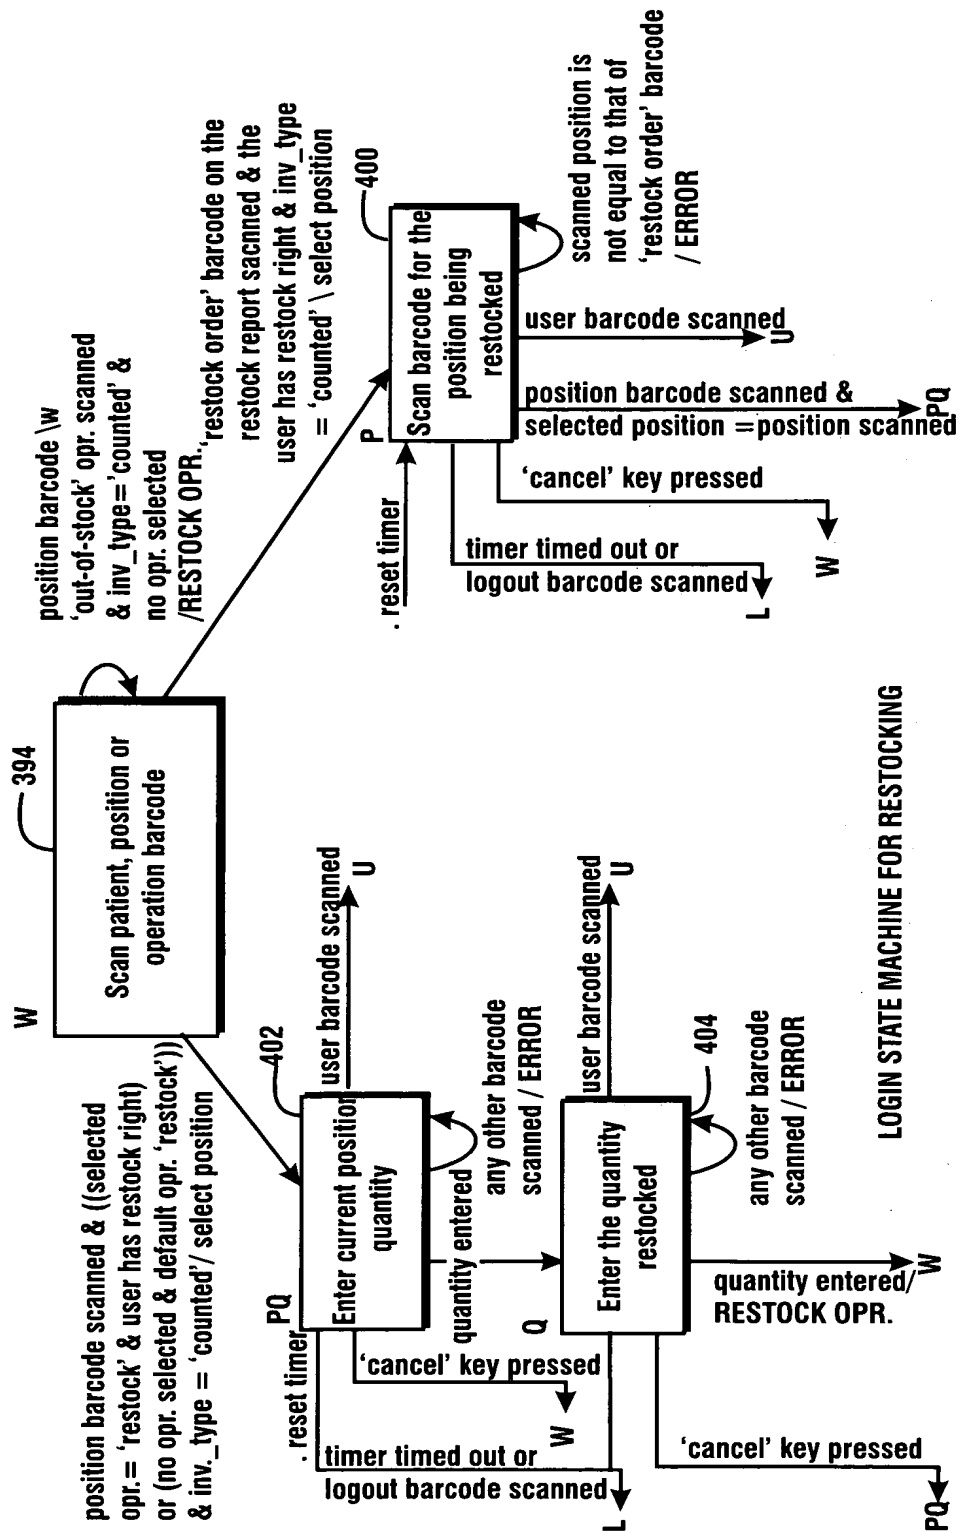 W
394
Scan patient, position or
operation barcode
position barcode \w
'out-of-stock' opr. scanned
& inv_type='counted' &
no opr. selected
/RESTOCK OPR.
'restock order' barcode on the
restock report sacnned & the
user has restock right & inv_type
= 'counted' \ select position
position barcode scanned & ((selected
opr.= 'restock' & user has restock right)
or (no opr. selected & default opr. 'restock'))
& inv._type = 'counted'/ select position
P
400
Scan barcode for the
position being
restocked
. reset timer
scanned position is
not equal to that of
'restock order' barcode
/ ERROR
user barcode scanned
U
position barcode scanned &
selected position =position scanned
PQ
'cancel' key pressed
W
timer timed out or
logout barcode scanned
L
PQ
402
Enter current position
quantity
. reset timer
user barcode scanned
U
any other barcode
scanned / ERROR
quantity entered
'cancel' key pressed
W
timer timed out or
logout barcode scanned
L
Q
404
Enter the quantity
restocked
user barcode scanned
U
any other barcode
scanned / ERROR
quantity entered/
RESTOCK OPR.
W
'cancel' key pressed
PQ
LOGIN STATE MACHINE FOR RESTOCKING